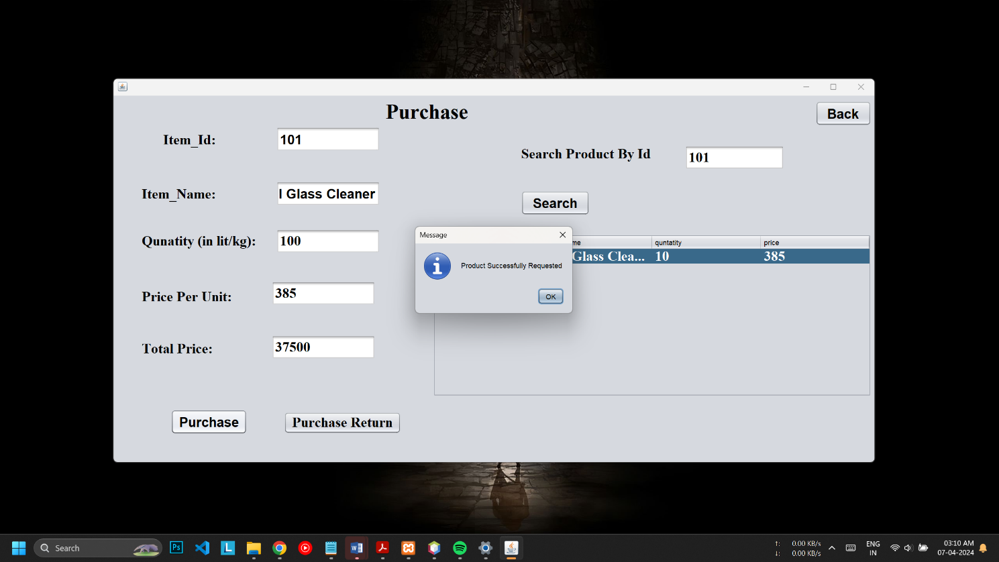 Purchase
Back
Item_Id:
101
Search Product By Id
101
Item_Name:
l Glass Cleaner
Search
Qunatity (in lit/kg):
100
Message
me
quntatity
price
Glass Clea...
10
385
Product Successfully Requested
OK
Price Per Unit:
385
Total Price:
37500
Purchase
Purchase Return
Search
Ps
L
W
↑: 0.00 KB/s
↓: 0.00 KB/s
ENG
IN
03:10 AM
07-04-2024